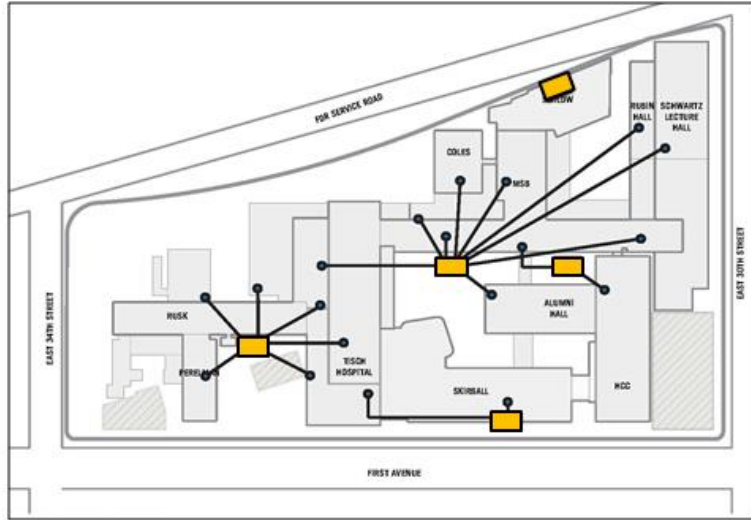 FDR SERVICE ROAD
RUBIN
HALL
SCHWARTZ
LECTURE
HALL
COLES
MSB
EAST 34TH STREET
EAST 30TH STREET
RUSK
ALUMNI
HALL
TISCH
HOSPITAL
SKIRBALL
HCC
FIRST AVENUE